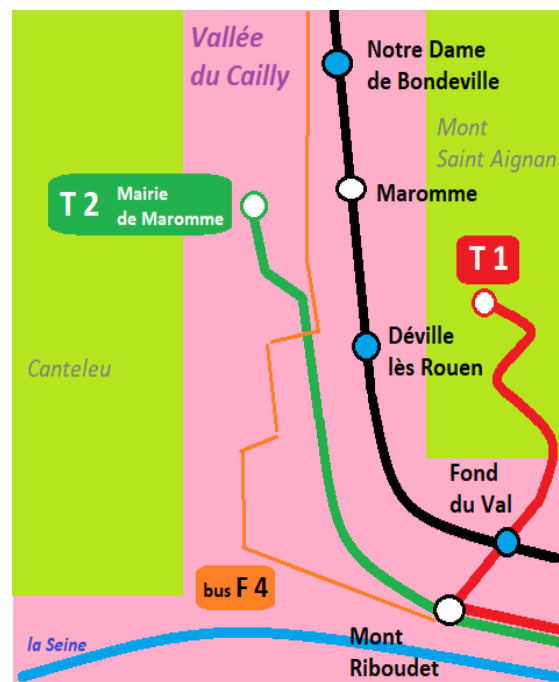 Vallée
du Cailly
Notre Dame
de Bondeville
Mont
Saint Aignan
T 2 Mairie
de Maromme
Maromme
T 1
Déville
lès Rouen
Canteleu
Fond
du Val
bus F 4
la Seine
Mont
Riboudet